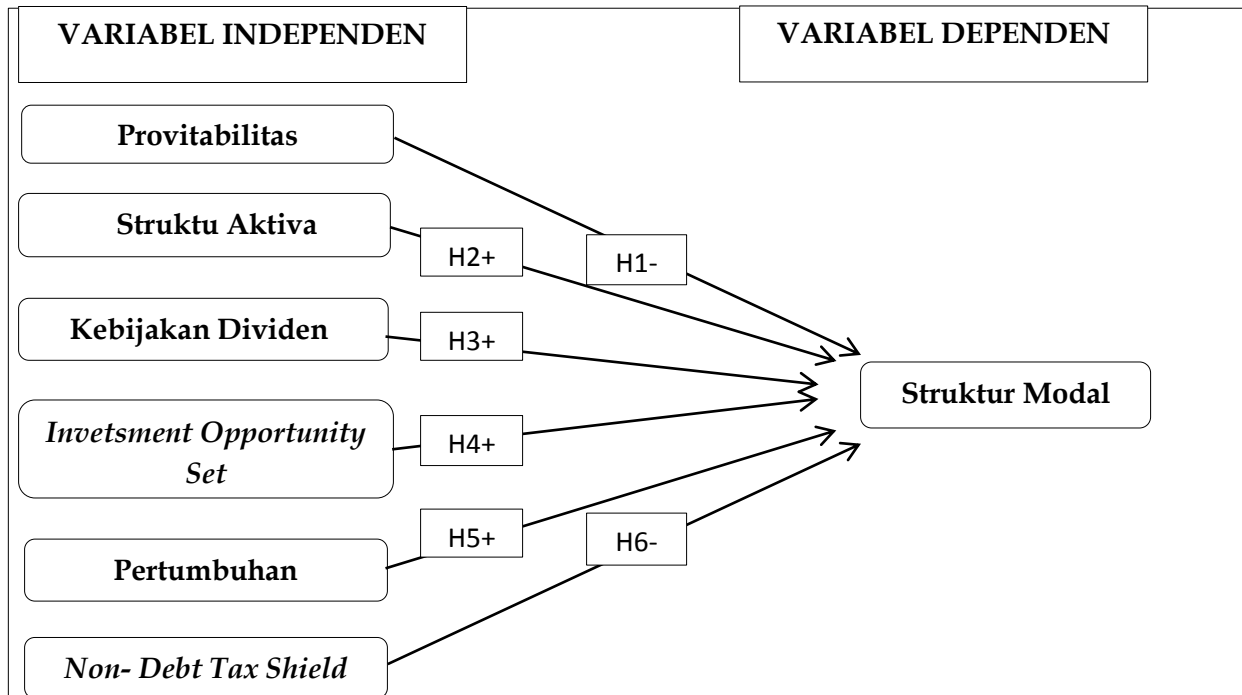 VARIABEL INDEPENDEN
VARIABEL DEPENDEN
Provitabilitas
Struktu Aktiva
H2+
H1-
Kebijakan Dividen
H3+
Struktur Modal
Invetsment Opportunity
Set
H4+
H5+
H6-
Pertumbuhan
Non- Debt Tax Shield